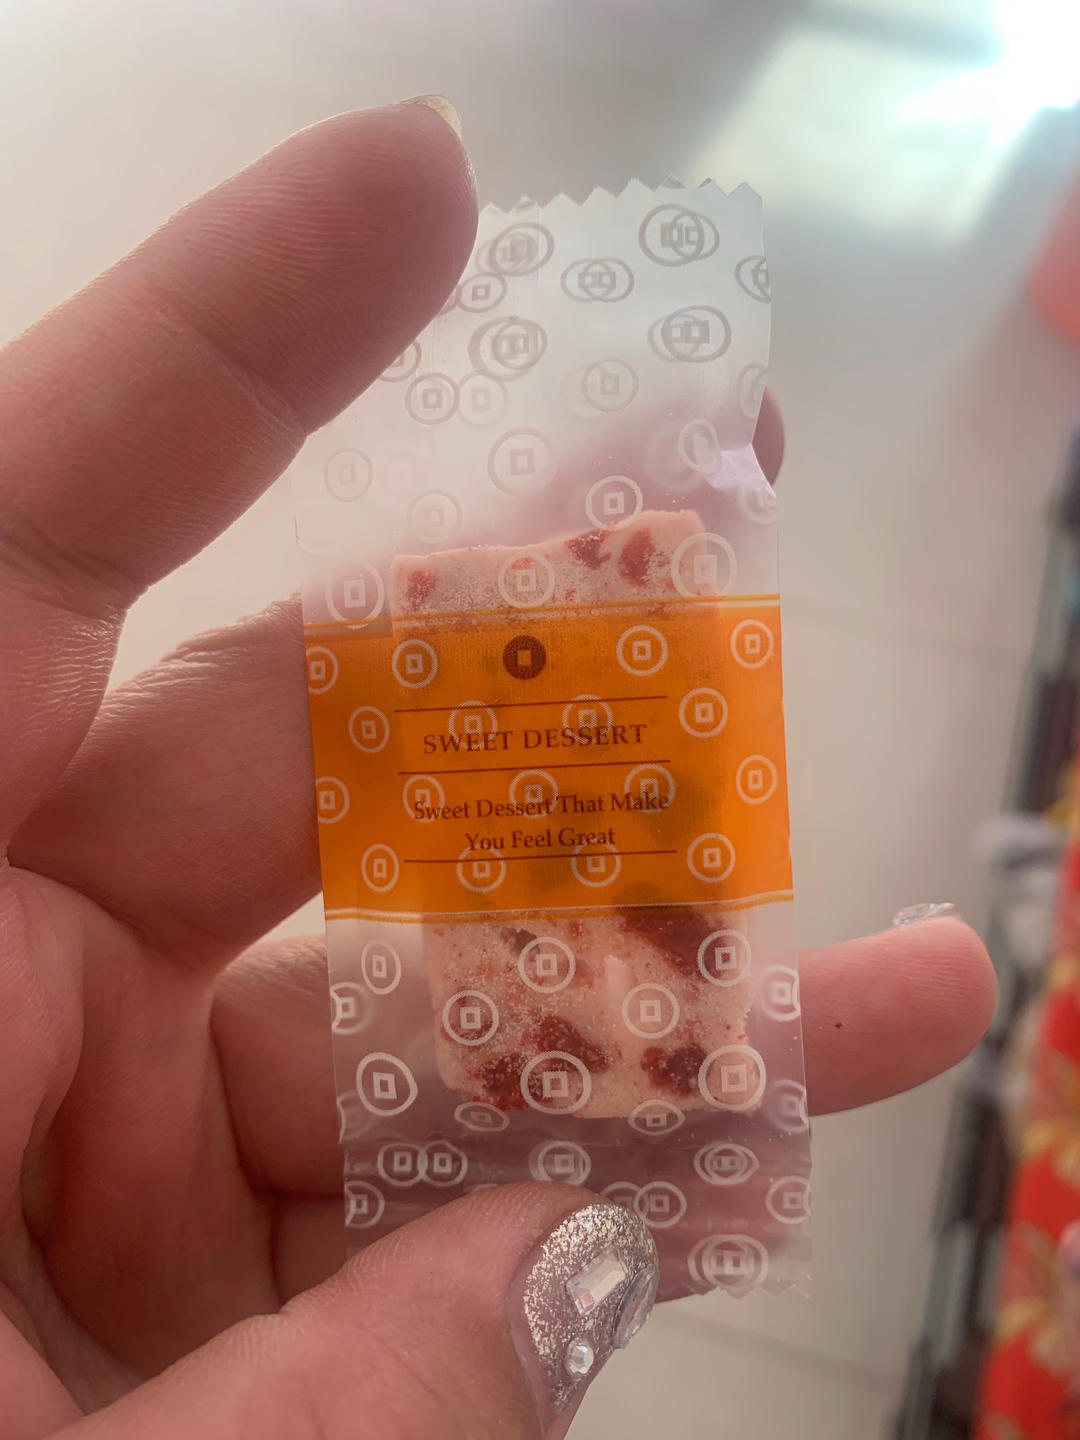 SWEET DESSERT
Sweet Dessert That Make
You Feel Great